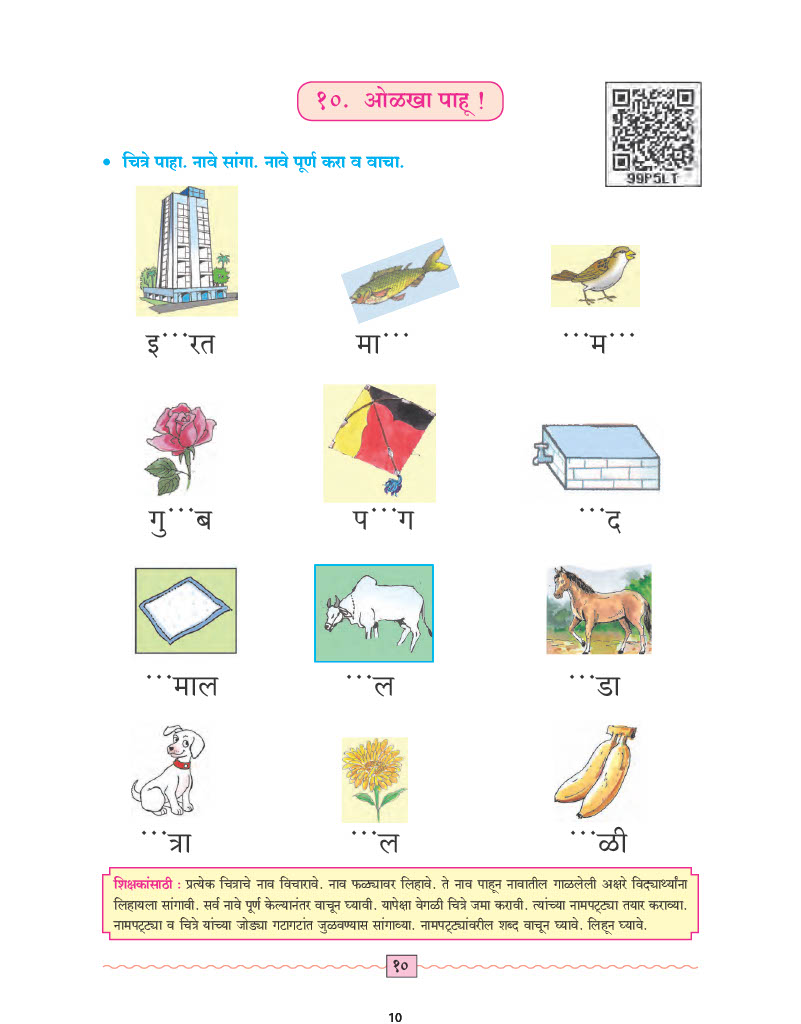 १०. ओळखा पाहू !
99P5LT
• चित्रे पाहा. नावे सांगा. नावे पूर्ण करा व वाचा.
इ˙˙˙रत मा˙˙˙ ˙˙˙म˙˙˙
गु˙˙˙ब प˙˙˙ग ˙˙˙द
˙˙˙माल ˙˙˙ल ˙˙˙डा
˙˙˙त्रा ˙˙˙ल ˙˙˙ळी
शिक्षकांसाठी : प्रत्येक चित्राचे नाव विचारावे. नाव फळ्यावर लिहावे. ते नाव पाहून नावातील गाळलेली अक्षरे विद्यार्थ्यांना
लिहायला सांगावी. सर्व नावे पूर्ण केल्यानंतर वाचून घ्यावी. यापेक्षा वेगळी चित्रे जमा करावी. त्यांच्या नामपट्ट्या तयार कराव्या.
नामपट्ट्या व चित्रे यांच्या जोड्या गटागटांत जुळवण्यास सांगाव्या. नामपट्ट्यांवरील शब्द वाचून घ्यावे. लिहून घ्यावे.
१०
10